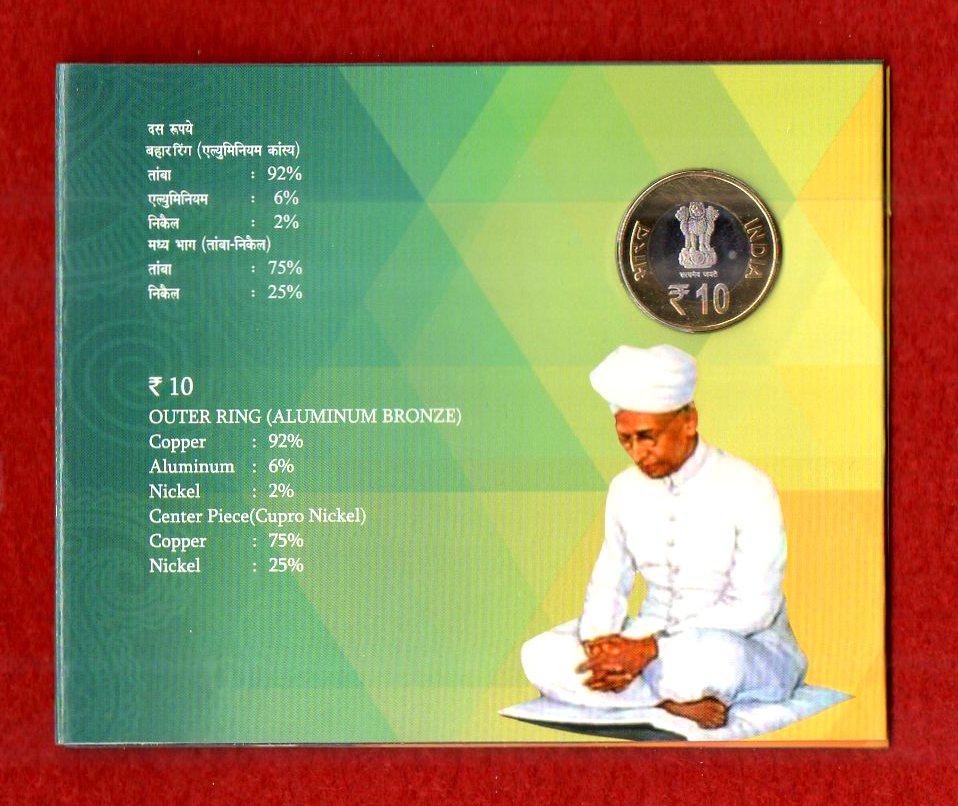 वस रूपये
बहार रिंग (एल्युमिनियम कांस्य)
तांबा : 92%
एल्युमिनियम : 6%
निकैल : 2%
मध्य भाग (तांबा-निकैल)
तांबा : 75%
निकैल : 25%
भारत INDIA
सत्यमेव जयते
₹ 10
₹ 10
OUTER RING (ALUMINUM BRONZE)
Copper : 92%
Aluminum : 6%
Nickel : 2%
Center Piece(Cupro Nickel)
Copper : 75%
Nickel : 25%